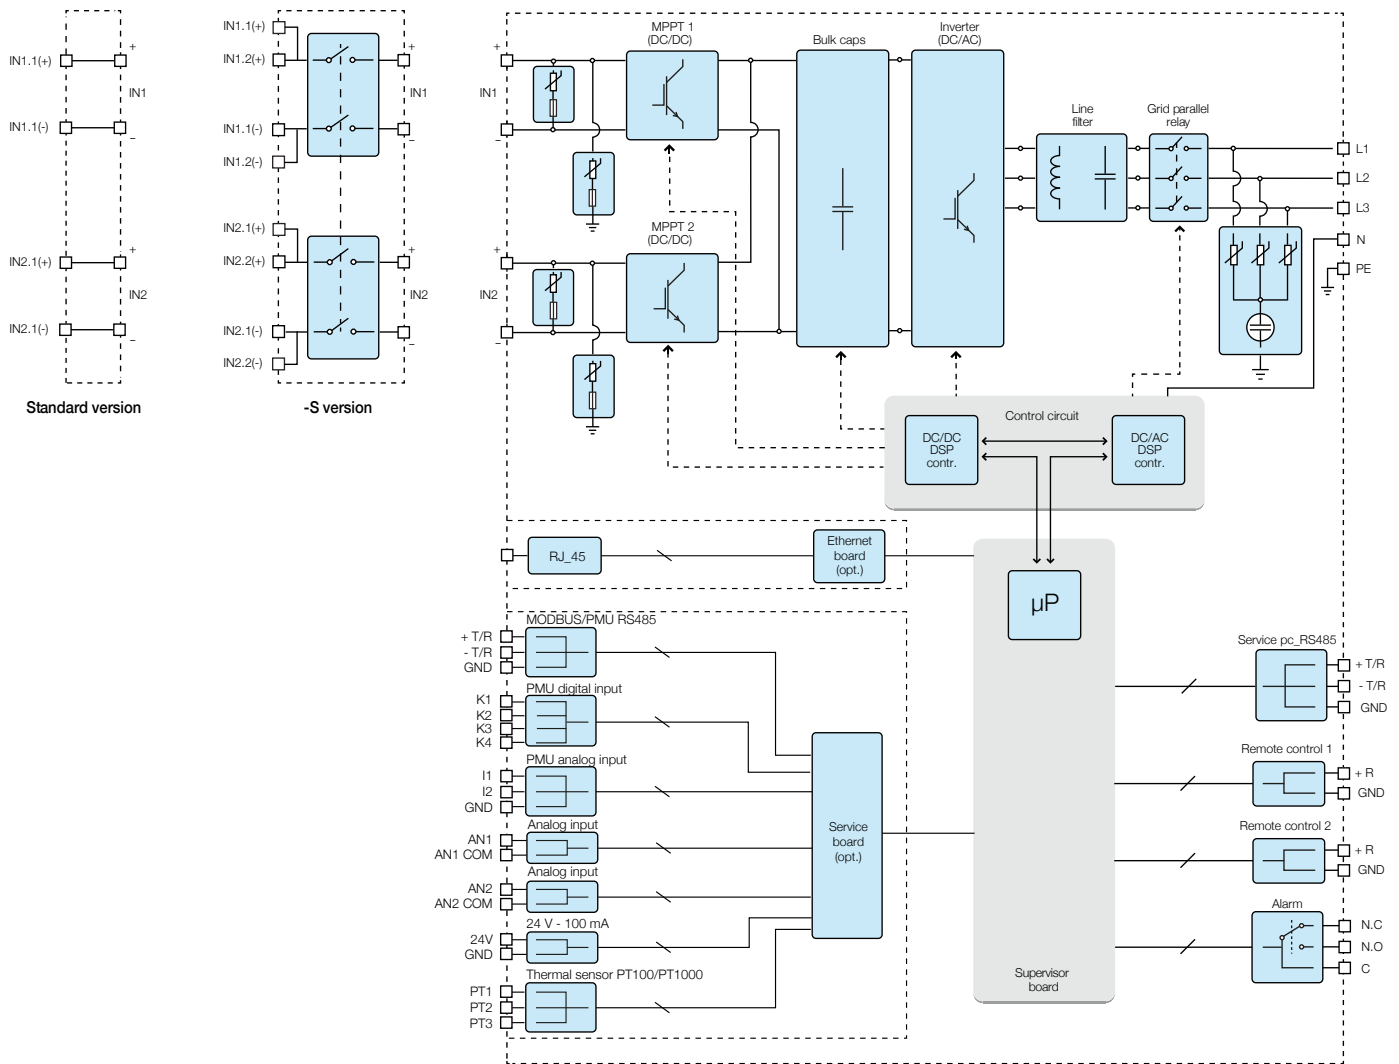 IN1.1(+)
+
IN1
IN1.1(-)
–
IN2.1(+)
+
IN2
IN2.1(-)
–
Standard version
IN1.1(+)
IN1.2(+)
+
IN1
IN1.1(-)
–
IN1.2(-)
IN2.1(+)
IN2.2(+)
+
IN2
IN2.1(-)
–
IN2.2(-)
-S version
+
IN1
–
+
IN2
–
MPPT 1
(DC/DC)
MPPT 2
(DC/DC)
Bulk caps
Inverter
(DC/AC)
Line
filter
Grid parallel
relay
L1
L2
L3
N
PE
Control circuit
DC/DC
DSP
contr.
DC/AC
DSP
contr.
RJ_45
Ethernet
board
(opt.)
µP
MODBUS/PMU RS485
+ T/R
- T/R
GND
PMU digital input
K1
K2
K3
K4
PMU analog input
I1
I2
GND
Analog input
AN1
AN1 COM
Analog input
AN2
AN2 COM
24 V - 100 mA
24V
GND
Thermal sensor PT100/PT1000
PT1
PT2
PT3
Service
board
(opt.)
Supervisor
board
Service pc_RS485
+ T/R
- T/R
GND
Remote control 1
+ R
GND
Remote control 2
+ R
GND
Alarm
N.C
N.O
C